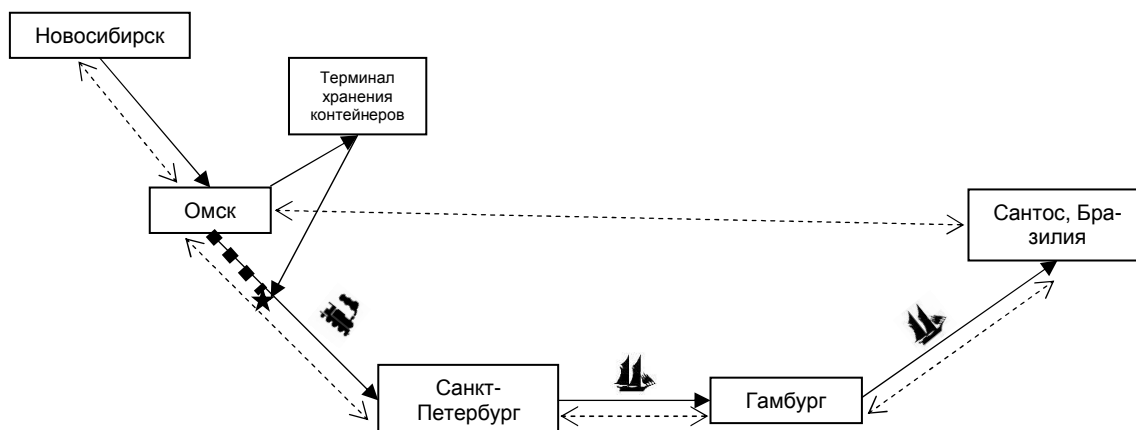 Новосибирск
Терминал
хранения
контейнеров
Омск
Сантос, Бра-
зилия
Санкт-
Петербург
Гамбург